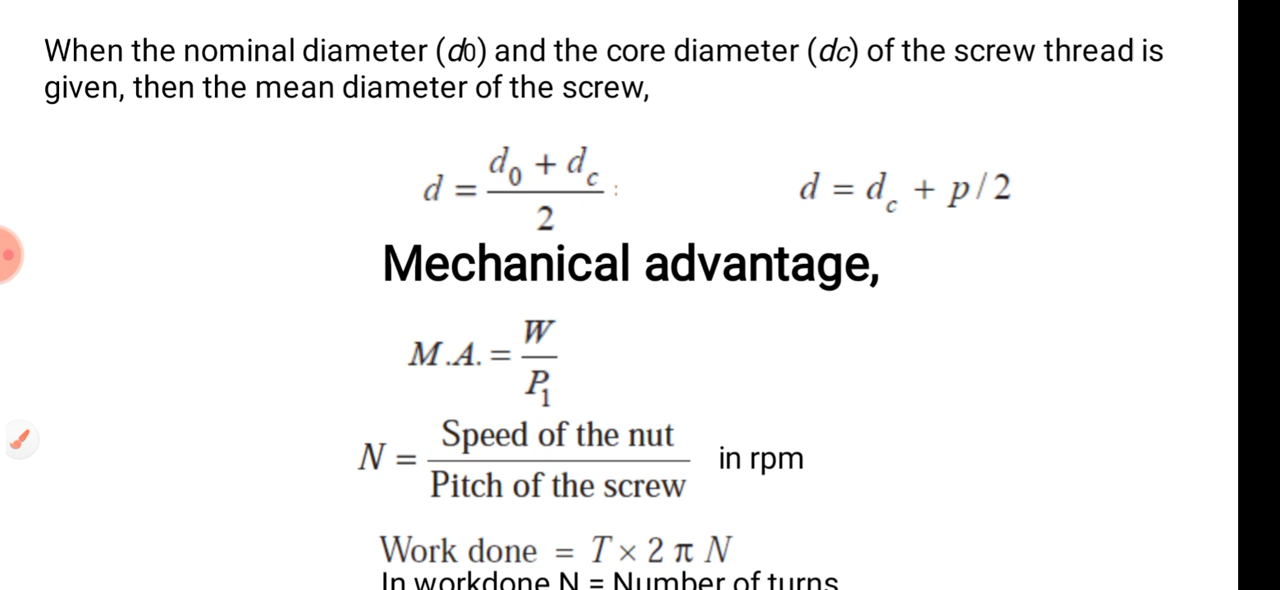 When the nominal diameter (d0) and the core diameter (dc) of the screw thread is
given, then the mean diameter of the screw,
d = (d₀ + d꜀) / 2 : d = d꜀ + p/2
Mechanical advantage,
M.A. = W / P₁
N = Speed of the nut / Pitch of the screw in rpm
Work done = T × 2 π N
In workdone N = Number of turns